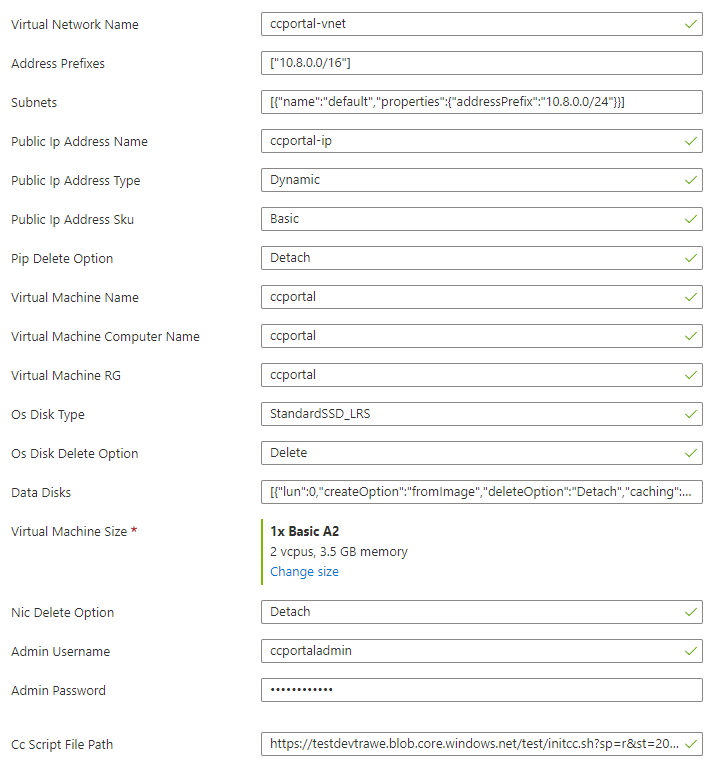 Virtual Network Name
ccportal-vnet
Address Prefixes
["10.8.0.0/16"]
Subnets
[{"name":"default","properties":{"addressPrefix":"10.8.0.0/24"}}]
Public Ip Address Name
ccportal-ip
Public Ip Address Type
Dynamic
Public Ip Address Sku
Basic
Pip Delete Option
Detach
Virtual Machine Name
ccportal
Virtual Machine Computer Name
ccportal
Virtual Machine RG
ccportal
Os Disk Type
StandardSSD_LRS
Os Disk Delete Option
Delete
Data Disks
[{"lun":0,"createOption":"fromImage","deleteOption":"Detach","caching":...
Virtual Machine Size *
1x Basic A2
2 vcpus, 3.5 GB memory
Change size
Nic Delete Option
Detach
Admin Username
ccportaladmin
Admin Password
••••••••••••
Cc Script File Path
https://testdevtrawe.blob.core.windows.net/test/initcc.sh?sp=r&st=20...